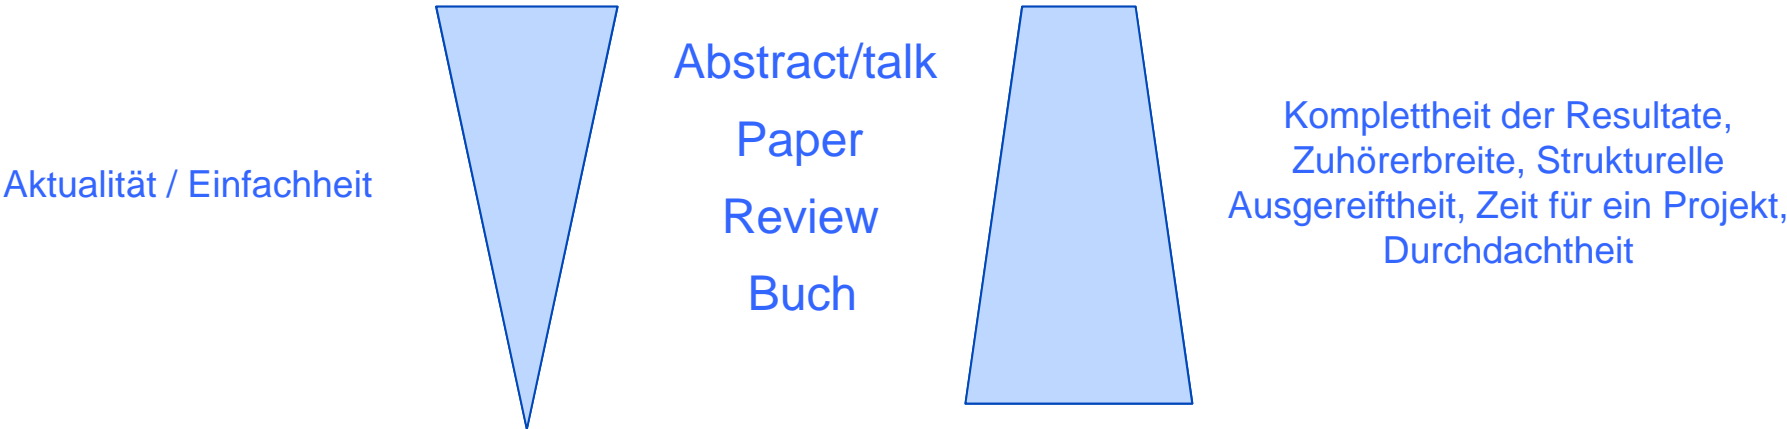 Aktualität / Einfachheit
Abstract/talk
Paper
Review
Buch
Komplettheit der Resultate,
Zuhörerbreite, Strukturelle
Ausgereiftheit, Zeit für ein Projekt,
Durchdachtheit